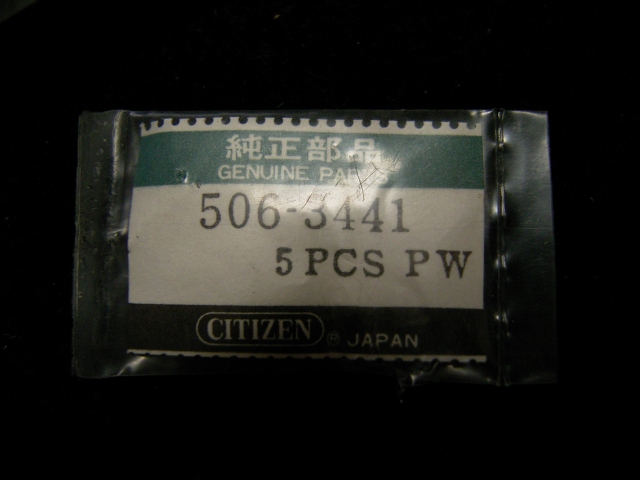 純正部品
GENUINE PARTS
506-3441
5 PCS PW
CITIZEN ® JAPAN